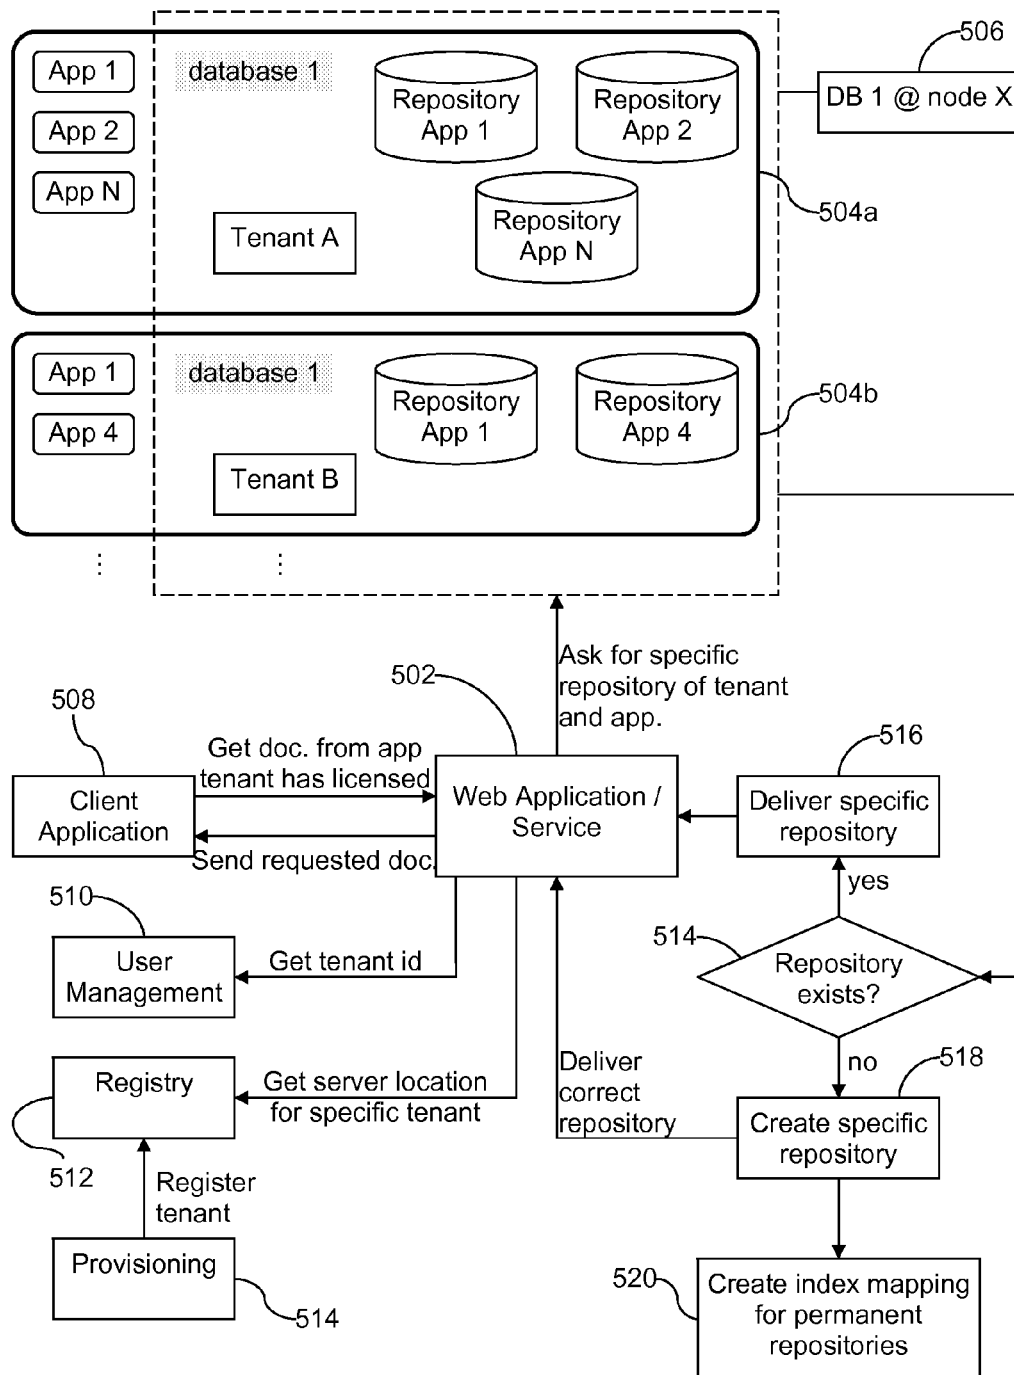 506
App 1
database 1
Repository
App 1
Repository
App 2
DB 1 @ node X
App 2
App N
Repository
App N
504a
Tenant A
App 1
database 1
Repository
App 1
Repository
App 4
504b
App 4
Tenant B
⋮
⋮
Ask for specific
repository of tenant
and app.
502
508
Get doc. from app
tenant has licensed
516
Client
Application
Web Application /
Service
Deliver specific
repository
Send requested doc.
yes
510
514
User
Management
Get tenant id
Repository
exists?
Deliver
correct
repository
no
518
Registry
Get server location
for specific tenant
Create specific
repository
512
Register
tenant
Provisioning
514
520
Create index mapping
for permanent
repositories